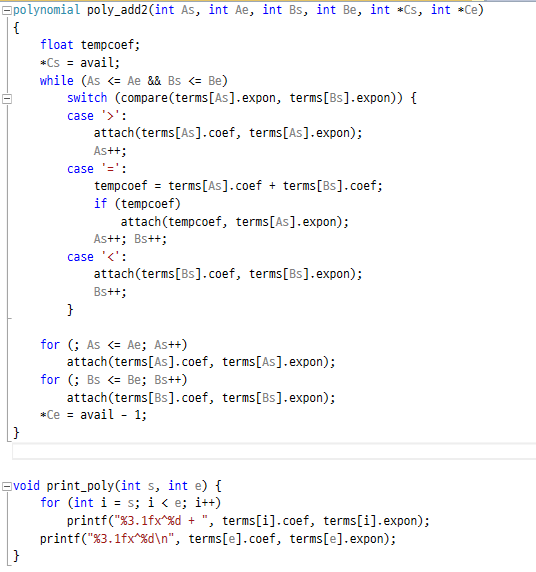 polynomial poly_add2(int As, int Ae, int Bs, int Be, int *Cs, int *Ce)
{
    float tempcoef;
    *Cs = avail;
    while (As <= Ae && Bs <= Be)
        switch (compare(terms[As].expon, terms[Bs].expon)) {
        case '>':
            attach(terms[As].coef, terms[As].expon);
            As++;
        case '=':
            tempcoef = terms[As].coef + terms[Bs].coef;
            if (tempcoef)
                attach(tempcoef, terms[As].expon);
            As++; Bs++;
        case '<':
            attach(terms[Bs].coef, terms[Bs].expon);
            Bs++;
        }
    for (; As <= Ae; As++)
        attach(terms[As].coef, terms[As].expon);
    for (; Bs <= Be; Bs++)
        attach(terms[Bs].coef, terms[Bs].expon);
    *Ce = avail - 1;
}
void print_poly(int s, int e) {
    for (int i = s; i < e; i++)
        printf("%3.1fx^%d + ", terms[i].coef, terms[i].expon);
    printf("%3.1fx^%d\n", terms[e].coef, terms[e].expon);
}